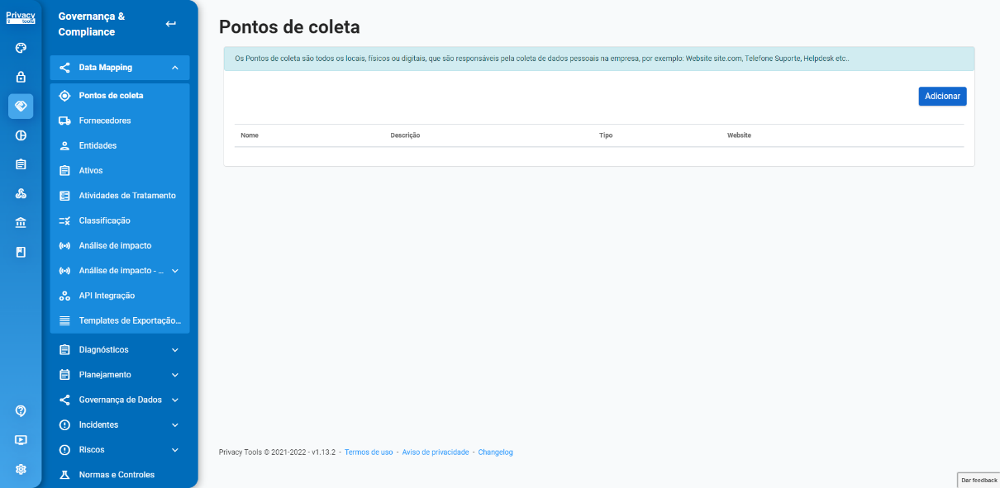 Privacy
tools
Governança &
Compliance
Data Mapping
Pontos de coleta
Fornecedores
Entidades
Ativos
Atividades de Tratamento
Classificação
Análise de impacto
Análise de impacto - ...
API Integração
Templates de Exportação...
Diagnósticos
Planejamento
Governança de Dados
Incidentes
Riscos
Normas e Controles
Pontos de coleta
Os Pontos de coleta são todos os locais, físicos ou digitais, que são responsáveis pela coleta de dados pessoais na empresa, por exemplo: Website site.com, Telefone Suporte, Helpdesk etc..
Adicionar
Nome Descrição Tipo Website
Privacy Tools © 2021-2022 - v1.13.2 - Termos de uso - Aviso de privacidade - Changelog
Dar feedback